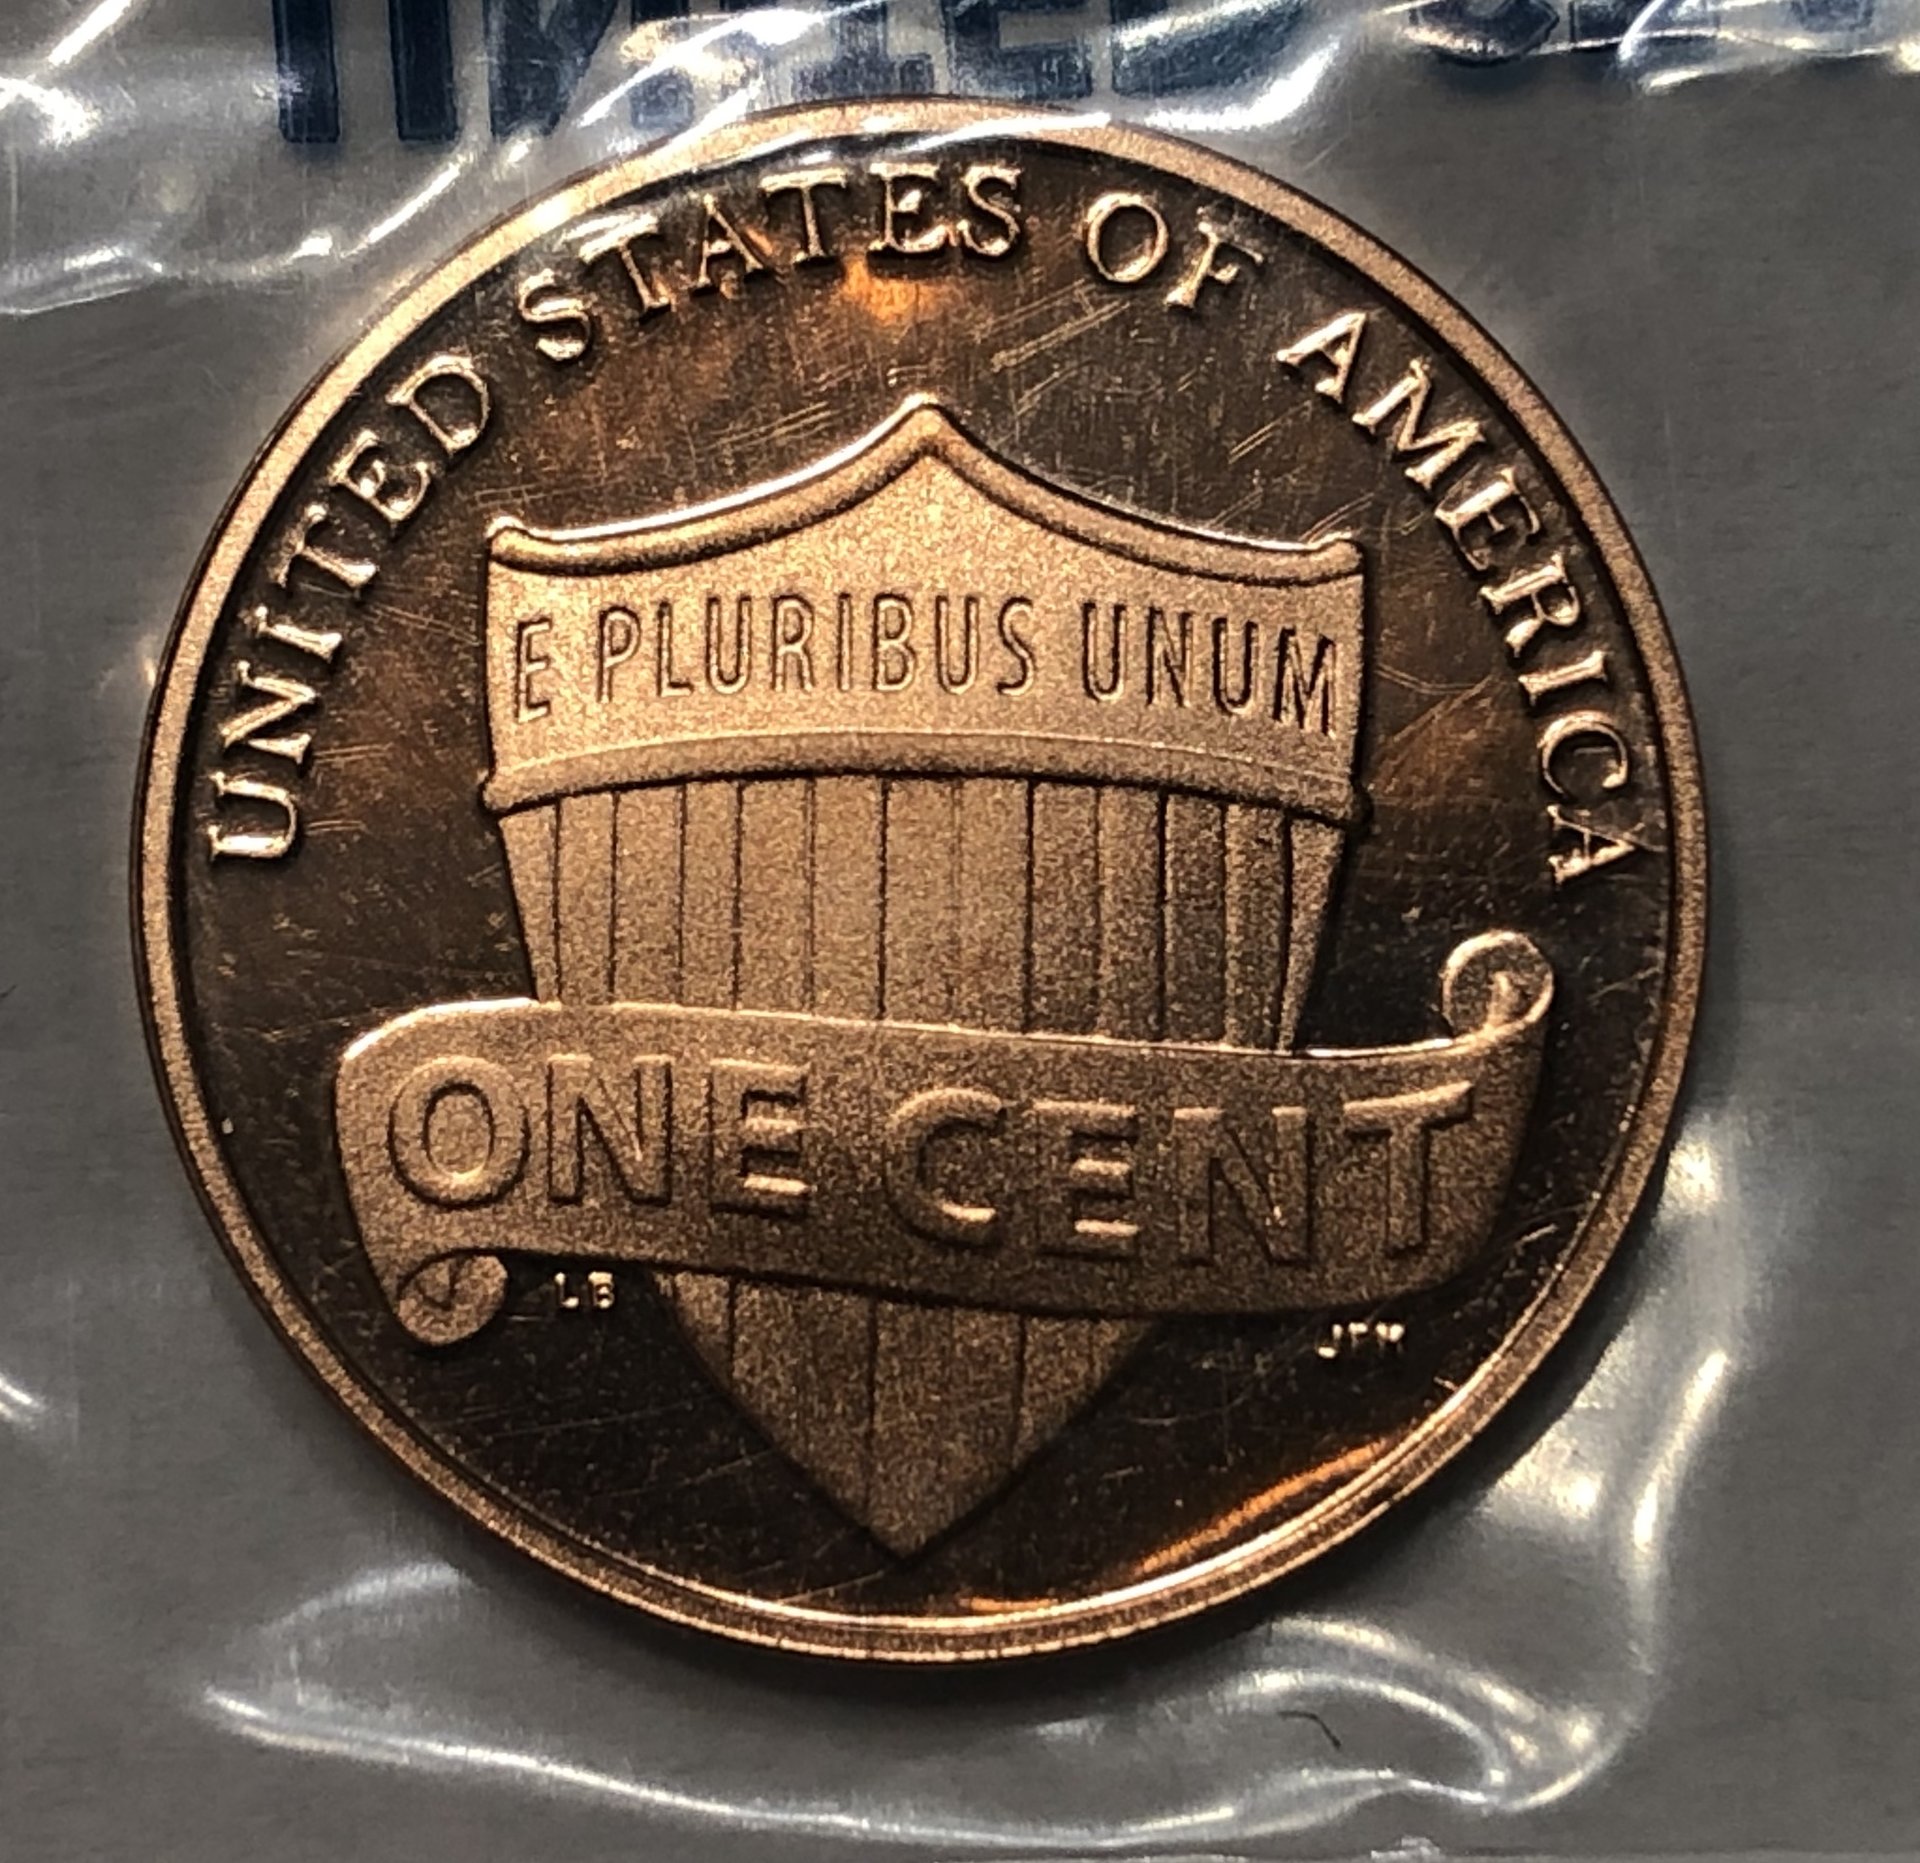 UNITED STATES OF AMERICA
E PLURIBUS UNUM
ONE CENT
LB
JFM